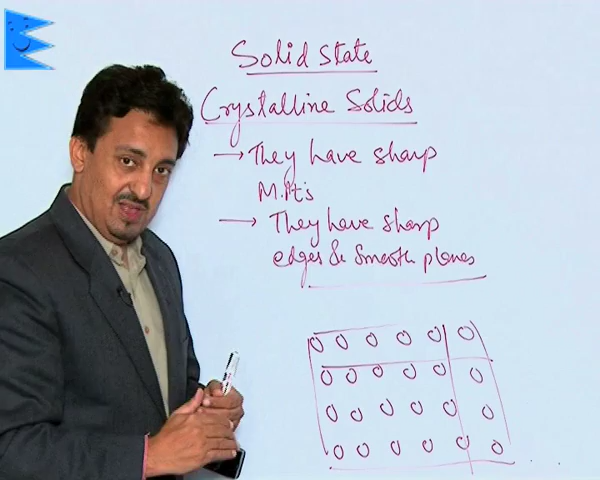 Solid state
Crystalline Solids
→ They have sharp
M.Pt's
→ They have sharp
edges & smooth planes